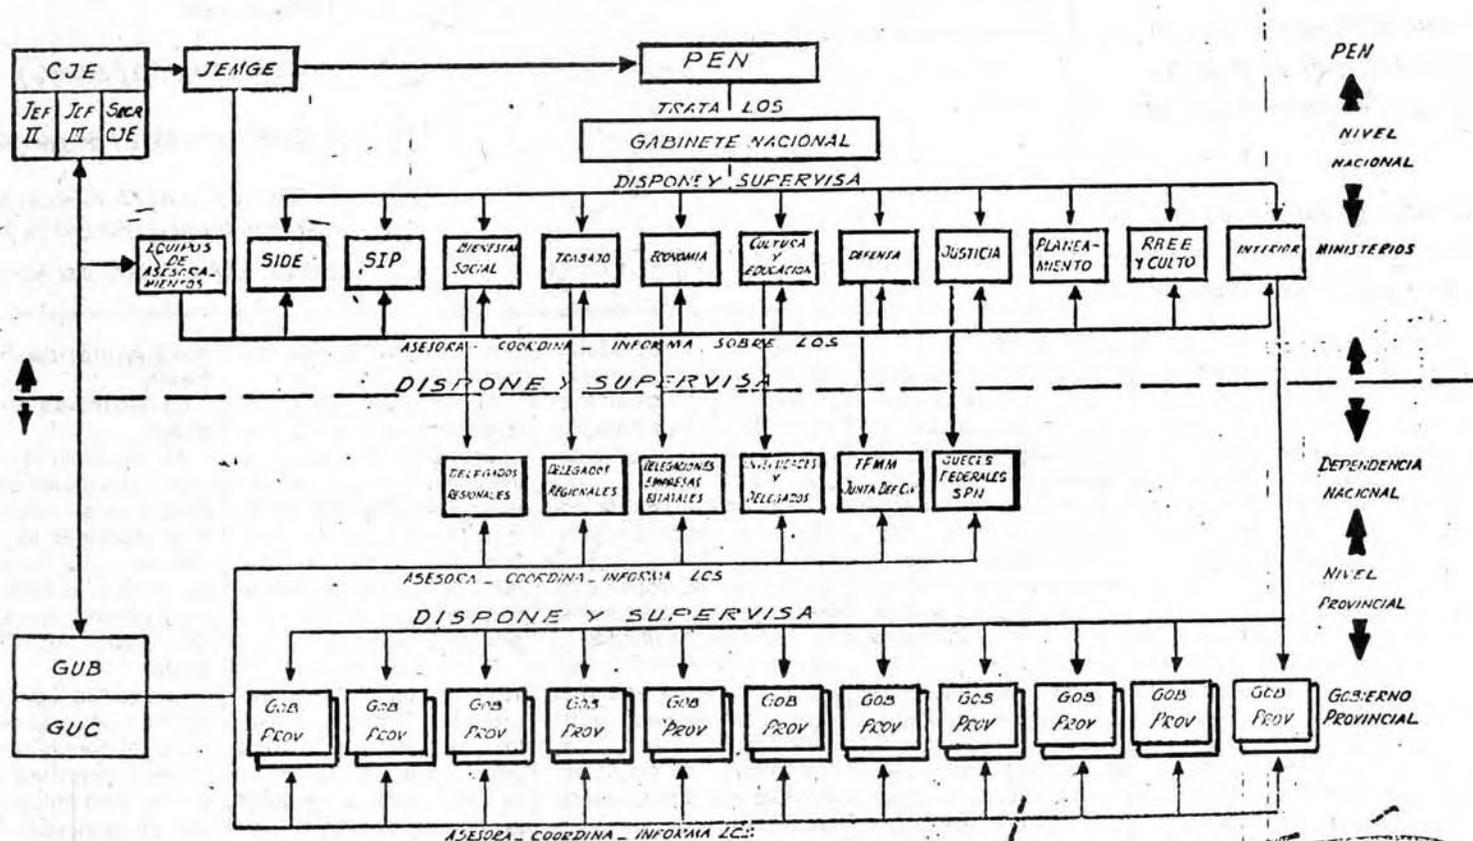 CJE
JEMGE
PEN
PEN
JEF
II
JEF
III
SECR
CJE
TRATA LOS
NIVEL
NACIONAL
GABINETE NACIONAL
DISPONE Y SUPERVISA
EQUIPOS
DE
ASESORA-
MIENTOS
SIDE
SIP
BIENESTAR
SOCIAL
TRABAJO
ECONOMIA
CULTURA
Y
EDUCACION
DEFENSA
JUSTICIA
PLANEA-
MIENTO
RREE
Y CULTO
INTERIOR
MINISTERIOS
ASESORA - COORDINA - INFORMA SOBRE LOS
DISPONE Y SUPERVISA
DELEGADOS
REGIONALES
DELEGADOS
REGIONALES
DELEGACIONES
EMPRESAS
ESTATALES
Y
DELEGADOS
FFMM
JUNTA DEF CIV
JUECES
FEDERALES
SPN
DEPENDENCIA
NACIONAL
ASESORA - COORDINA - INFORMA LOS
NIVEL
PROVINCIAL
DISPONE Y SUPERVISA
GUB
GUC
GOB
PROV
GOB
PROV
GOB
PROV
GOB
PROV
GOB
PROV
GOB
PROV
GOB
PROV
GOB
PROV
GOB
PROV
GOB
PROV
GOB
PROV
GOBIERNO
PROVINCIAL
ASESORA - COORDINA - INFORMA LOS